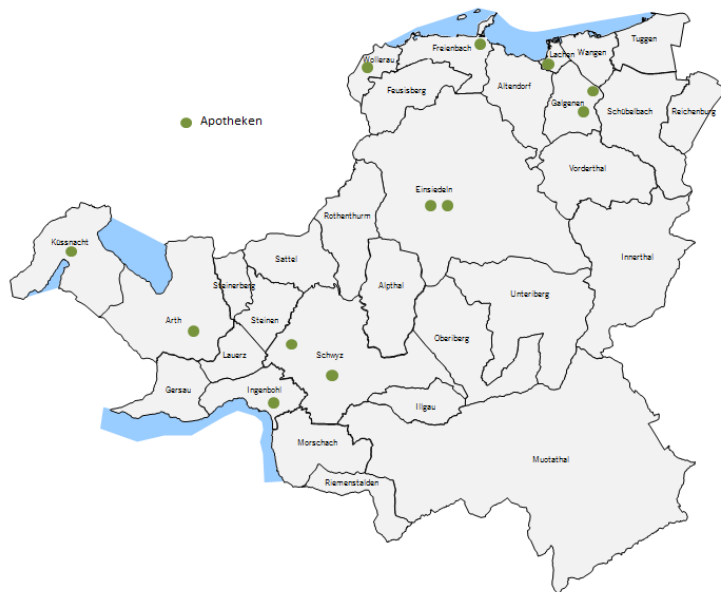 Tuggen
Freienbach
Lachen
Wangen
Wollerau
Feusisberg
Altendorf
Galgenen
Schübelbach
Reichenburg
Apotheken
Vorderthal
Einsiedeln
Rothenthurm
Küssnacht
Sattel
Innerthal
Steinerberg
Alpthal
Unteriberg
Arth
Steinen
Oberiberg
Lauerz
Schwyz
Gersau
Ingenbohl
Illgau
Morschach
Muotathal
Riemenstalden